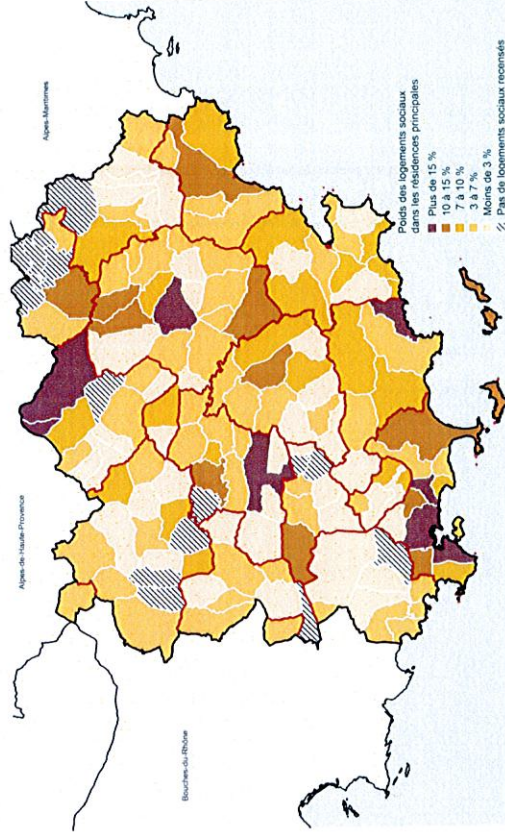 Alpes-Maritimes
Alpes-de-Haute-Provence
Bouches-du-Rhône
Poids des logements sociaux
dans les résidences principales
Plus de 15 %
10 à 15 %
7 à 10 %
3 à 7 %
Moins de 3 %
Pas de logements sociaux recensés